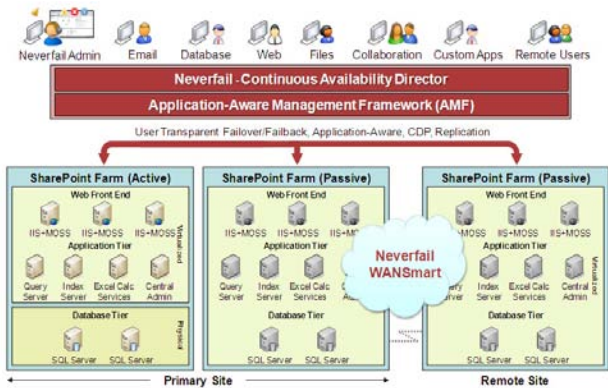 Neverfail Admin Email Database Web Files Collaboration Custom Apps Remote Users
Neverfail - Continuous Availability Director
Application-Aware Management Framework (AMF)
User Transparent Failover/Failback, Application-Aware, CDP, Replication
SharePoint Farm (Active)
Web Front End
IIS+MOSS IIS+MOSS IIS+MOSS
Application Tier
Query Server Index Server Excel Calc Services Central Admin
Virtualized
Database Tier
SQL Server SQL Server
Physical
SharePoint Farm (Passive)
Web Front End
IIS+MOSS IIS+MOSS IIS+MOSS
Application Tier
Query Server Index Server Excel Calc Services
Database Tier
SQL Server SQL Server
Neverfail
WANSmart
SharePoint Farm (Passive)
Web Front End
IIS+MOSS IIS+MOSS IIS+MOSS
Application Tier
Server Index Server Excel Calc Services Central Admin
Virtualized
Database Tier
SQL Server SQL Server
Primary Site
Remote Site